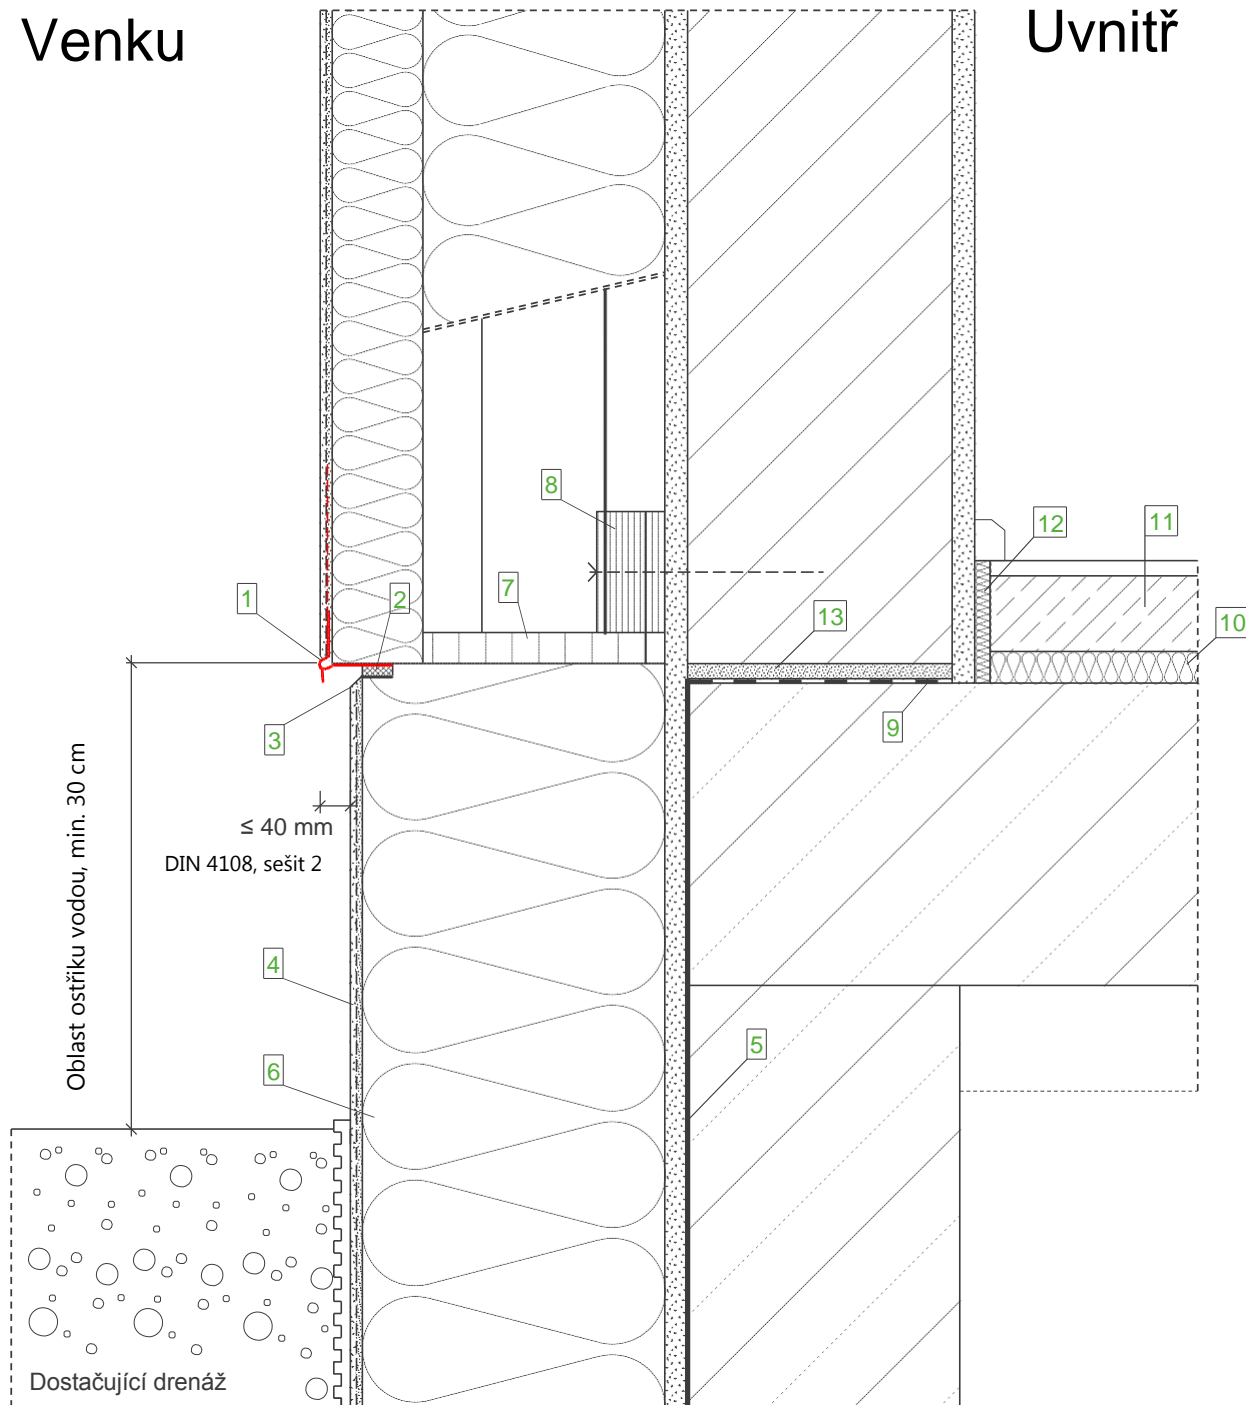 Venku
Uvnitř
8
12
11
1
2
7
13
10
3
9
≤ 40 mm
DIN 4108, sešit 2
Oblast ostřiku vodou, min. 30 cm
4
5
6
Dostačující drenáž